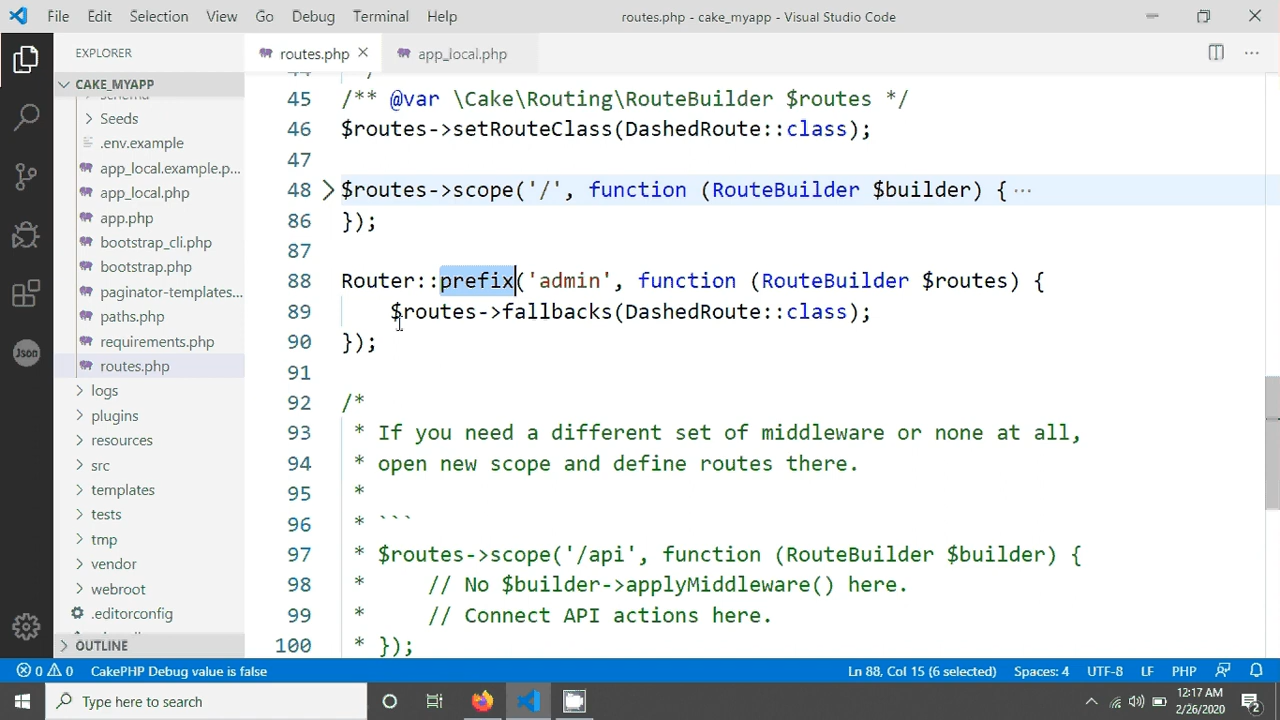 File Edit Selection View Go Debug Terminal Help routes.php - cake_myapp - Visual Studio Code
EXPLORER
CAKE_MYAPP
Seeds
.env.example
app_local.example.p...
app_local.php
app.php
bootstrap_cli.php
bootstrap.php
paginator-templates...
paths.php
requirements.php
routes.php
logs
plugins
resources
src
templates
tests
tmp
vendor
webroot
.editorconfig
OUTLINE
Json
routes.php app_local.php
45 /** @var \Cake\Routing\RouteBuilder $routes */
46 $routes->setRouteClass(DashedRoute::class);
47
48 $routes->scope('/', function (RouteBuilder $builder) { ...
86 });
87
88 Router::prefix('admin', function (RouteBuilder $routes) {
89 $routes->fallbacks(DashedRoute::class);
90 });
91
92 /*
93 * If you need a different set of middleware or none at all,
94 * open new scope and define routes there.
95 *
96 * ```
97 * $routes->scope('/api', function (RouteBuilder $builder) {
98 * // No $builder->applyMiddleware() here.
99 * // Connect API actions here.
100 * });
0 0 CakePHP Debug value is false Ln 88, Col 15 (6 selected) Spaces: 4 UTF-8 LF PHP
Type here to search
12:17 AM
2/26/2020
2